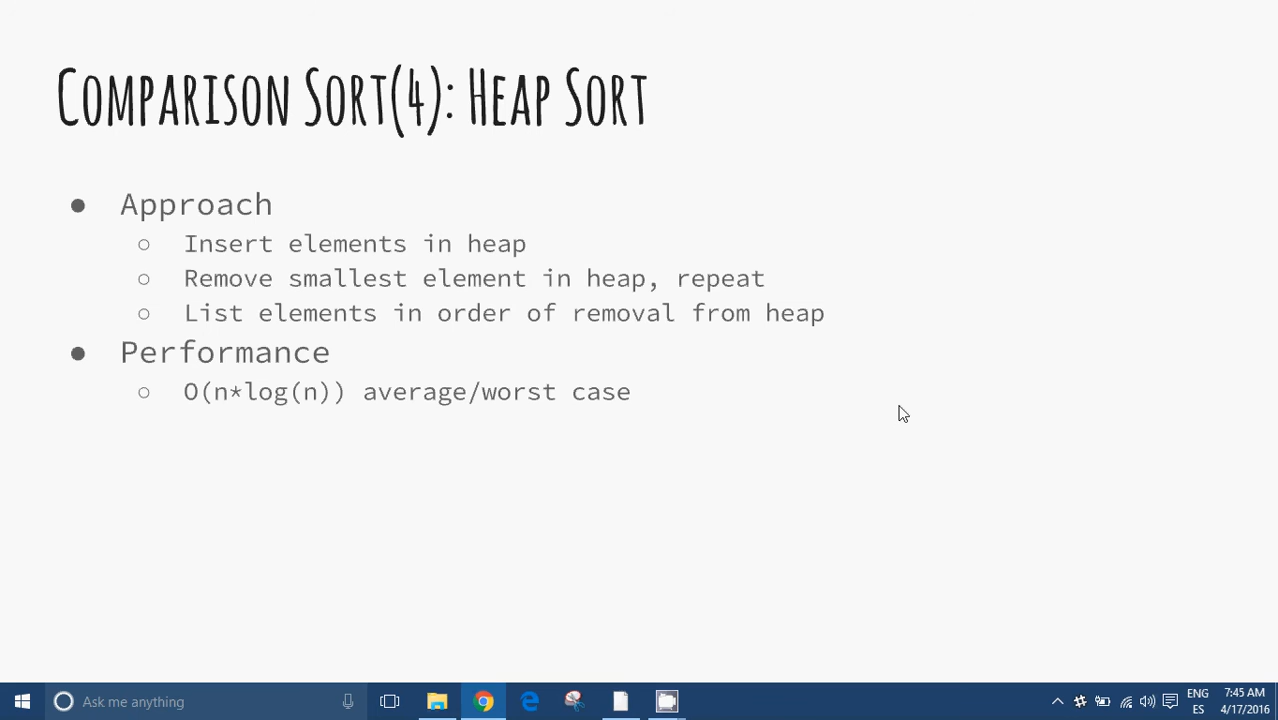 Comparison Sort(4): Heap Sort
● Approach
○ Insert elements in heap
○ Remove smallest element in heap, repeat
○ List elements in order of removal from heap
● Performance
○ O(n*log(n)) average/worst case
Ask me anything
ENG
ES
7:45 AM
4/17/2016